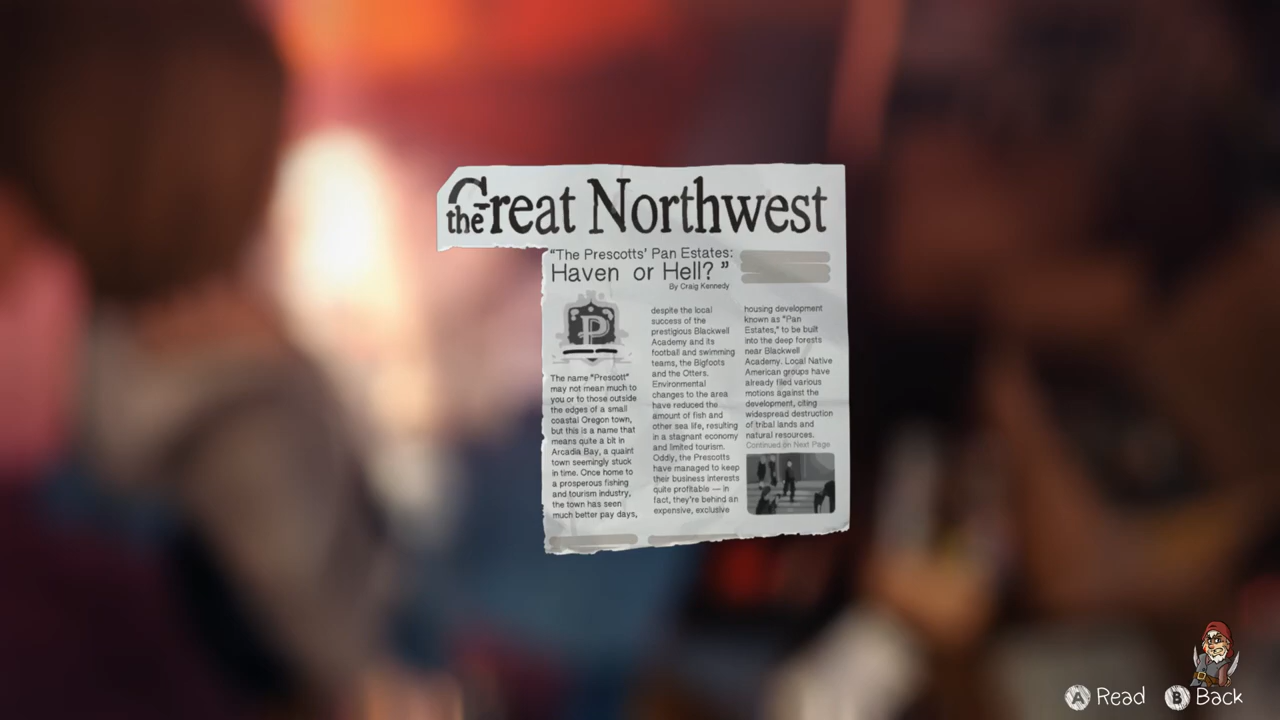 the Great Northwest
"The Prescotts' Pan Estates:
Haven or Hell?"
By Craig Kennedy
P
The name "Prescott"
may not mean much to
you or to those outside
the edges of a small
coastal Oregon town,
but this is a name that
means quite a bit in
Arcadia Bay, a quaint
town seemingly stuck
in time. Once home to
a prosperous fishing
and tourism industry,
the town has seen
much better pay days,
despite the local
success of the
prestigious Blackwell
Academy and its
football and swimming
teams, the Bigfoots
and the Otters.
Environmental
changes to the area
have reduced the
amount of fish and
other sea life, resulting
in a stagnant economy
and limited tourism.
Oddly, the Prescotts
have managed to keep
their business interests
quite profitable — in
fact, they're behind an
expensive, exclusive
housing development
known as "Pan
Estates," to be built
into the deep forests
near Blackwell
Academy. Local Native
American groups have
already filed various
motions against the
development, citing
widespread destruction
of tribal lands and
natural resources.
Continued on Next Page
A Read B Back